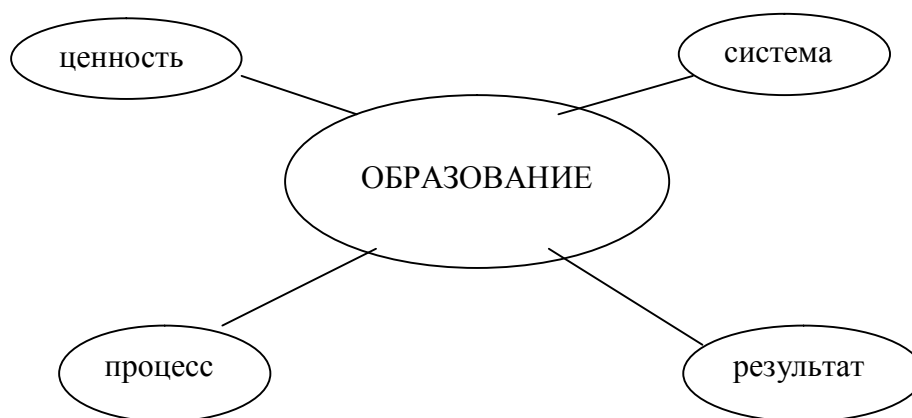 ценность
система
ОБРАЗОВАНИЕ
процесс
результат